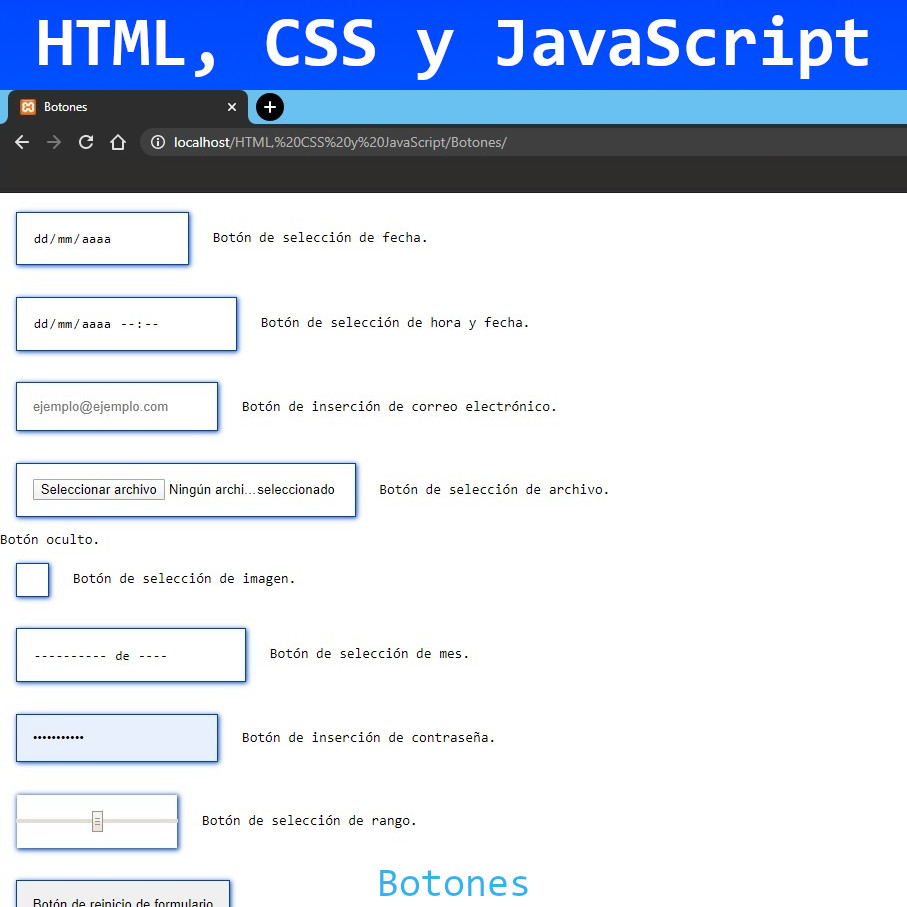 HTML, CSS y JavaScript
Botones
localhost/HTML,%20CSS%20y%20JavaScript/Botones/
dd/mm/aaaa Botón de selección de fecha.
dd/mm/aaaa --:-- Botón de selección de hora y fecha.
ejemplo@ejemplo.com Botón de inserción de correo electrónico.
Seleccionar archivo Ningún archi...seleccionado Botón de selección de archivo.
Botón oculto.
Botón de selección de imagen.
---------- de ---- Botón de selección de mes.
••••••••••• Botón de inserción de contraseña.
Botón de selección de rango.
Botones
Botón de reinicio de formulario